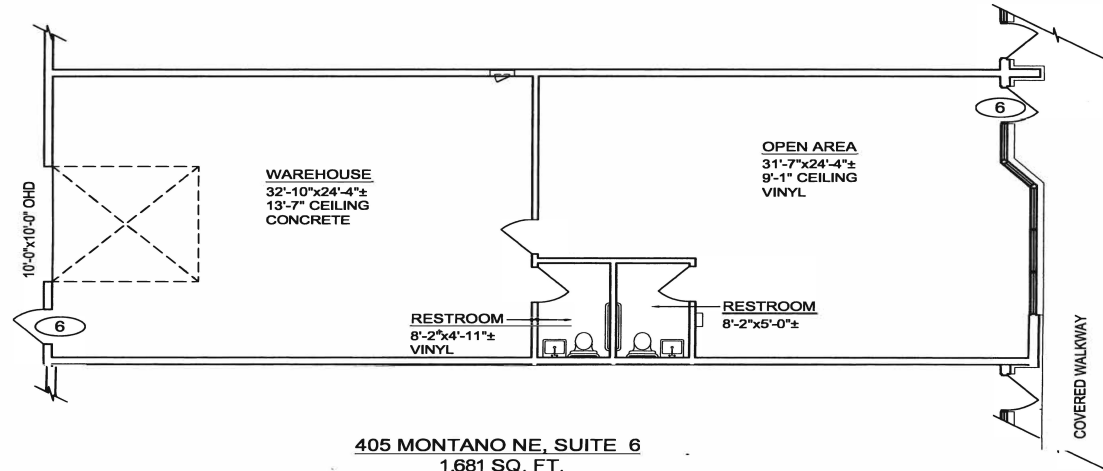 6
WAREHOUSE
32'-10"x24'-4"±
13'-7" CEILING
CONCRETE
OPEN AREA
31'-7"x24'-4"±
9'-1" CEILING
VINYL
10'-0"x10'-0" OHD
6
RESTROOM
8'-2"x4'-11"±
VINYL
RESTROOM
8'-2"x5'-0"±
COVERED WALKWAY
405 MONTANO NE, SUITE 6
1,681 SQ. FT.